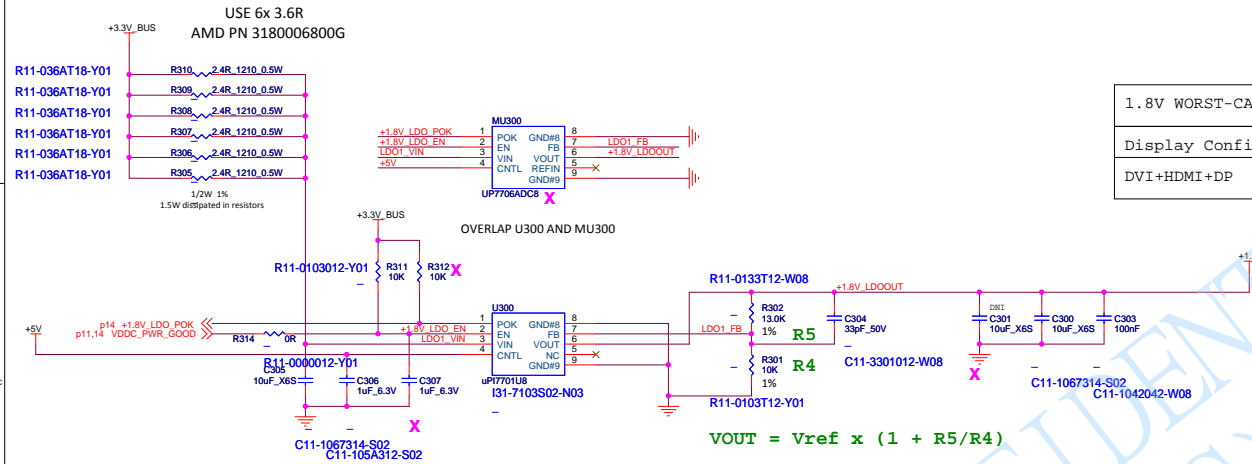 USE 6x 3.6R
AMD PN 3180006800G
+3.3V_BUS
R11-036AT18-Y01 R310 2.4R_1210_0.5W
R11-036AT18-Y01 R309 2.4R_1210_0.5W
R11-036AT18-Y01 R308 2.4R_1210_0.5W
R11-036AT18-Y01 R307 2.4R_1210_0.5W
R11-036AT18-Y01 R306 2.4R_1210_0.5W
R11-036AT18-Y01 R305 2.4R_1210_0.5W
1/2W 1%
1.5W dissipated in resistors
MU300
+1.8V_LDO_POK 1 POK GND#8 8
+1.8V_LDO_EN 2 EN FB 7 LDO1_FB
LDO1_VIN 3 VIN VOUT 6 +1.8V_LDOOUT
+5V 4 CNTL REFIN 5
GND#9 9
UP7706ADC8 X
OVERLAP U300 AND MU300
1.8V WORST-CA
Display Confi
DVI+HDMI+DP
+3.3V_BUS
R11-0103012-Y01 R311 10K
R312 10K X
U300
p14 +1.8V_LDO_POK 1 POK GND#8 8
p11,14 VDDC_PWR_GOOD R314 0R +1.8V_LDO_EN 2 EN FB 7 LDO1_FB
LDO1_VIN 3 VIN VOUT 6
+5V 4 CNTL NC 5
GND#9 9
uPI7701U8
I31-7103S02-N03
R11-0000012-Y01
C305 10uF_X6S
C306 1uF_6.3V
C307 1uF_6.3V
X
C11-1067314-S02
C11-105A312-S02
R11-0133T12-W08
R302 13.0K 1% R5
R301 10K 1% R4
R11-0103T12-Y01
+1.8V_LDOOUT
C304 33pF_50V
C11-3301012-W08
DNI
C301 10uF_X6S
X
C300 10uF_X6S
C303 100nF
C11-1067314-S02
C11-1042042-W08
+1.
VOUT = Vref x (1 + R5/R4)